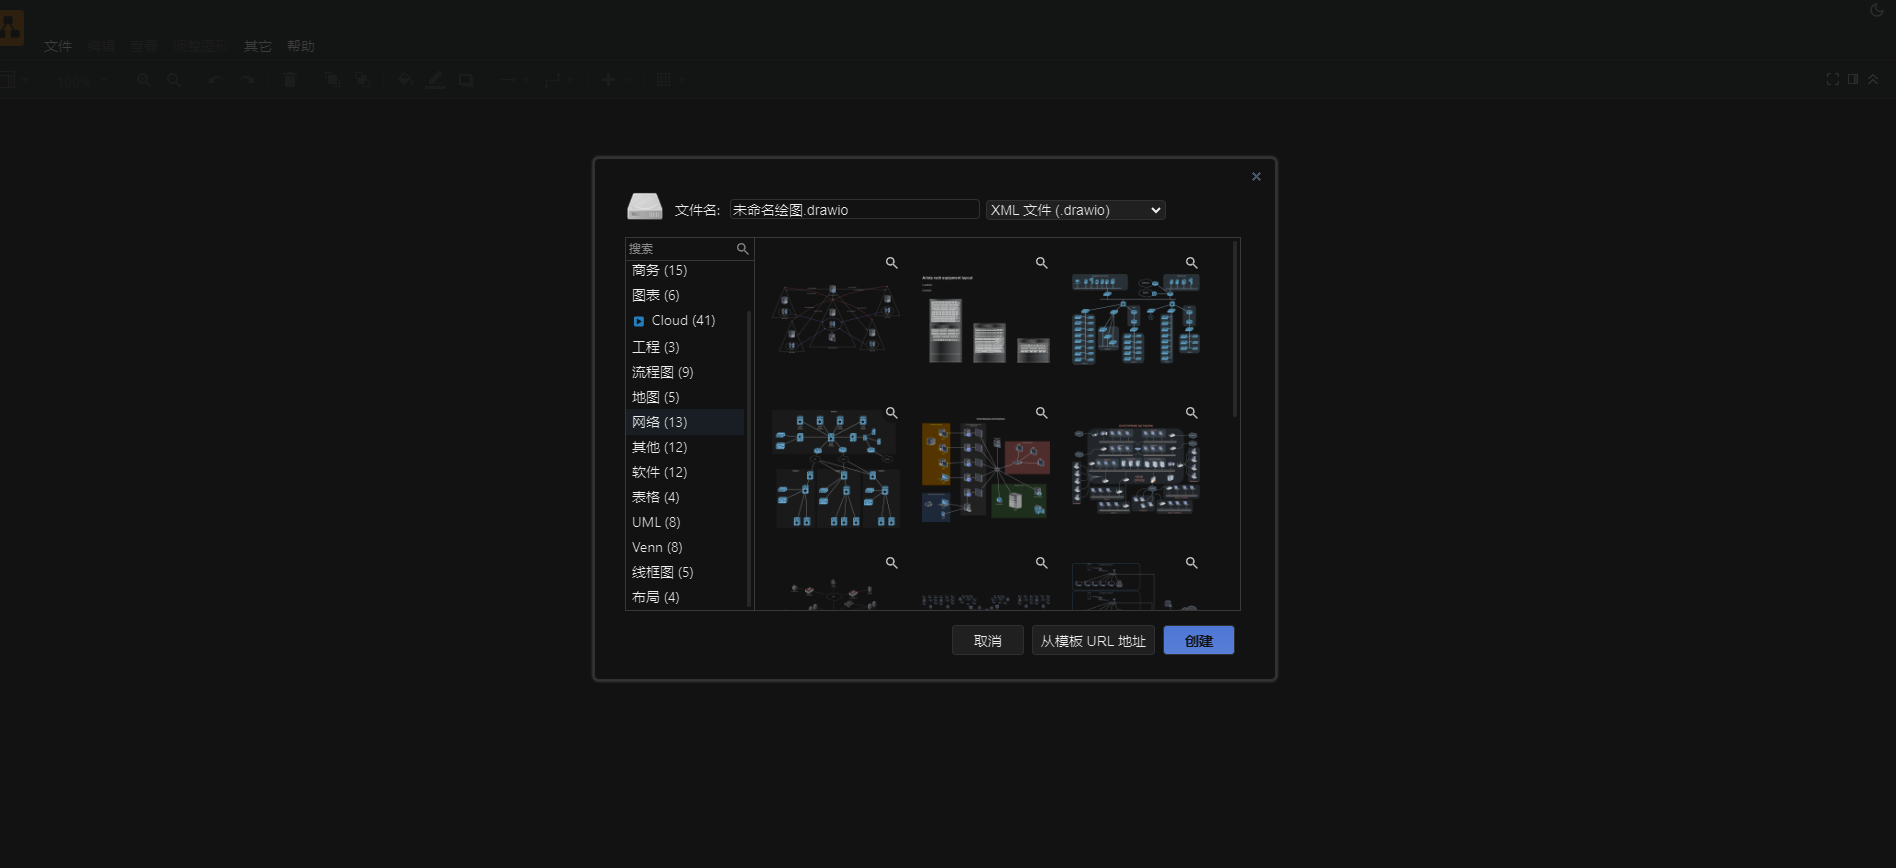 文件 编辑 查看 调整图形 其它 帮助
100%
文件名: 未命名绘图.drawio XML 文件 (.drawio)
搜索
商务 (15)
图表 (6)
Cloud (41)
工程 (3)
流程图 (9)
地图 (5)
网络 (13)
其他 (12)
软件 (12)
表格 (4)
UML (8)
Venn (8)
线框图 (5)
布局 (4)
取消 从模板 URL 地址 创建